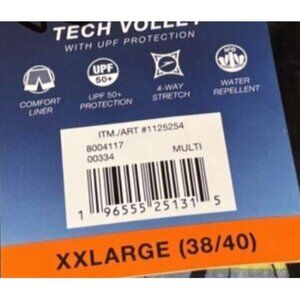 TECH VOLLEY
WITH UPF PROTECTION
UPF
50+
H²O
COMFORT
LINER
UPF 50+
PROTECTION
4-WAY
STRETCH
WATER
REPELLENT
ITM./ART #1125254
8004117
00334 MULTI
1 96555 25131 5
XXLARGE (38/40)